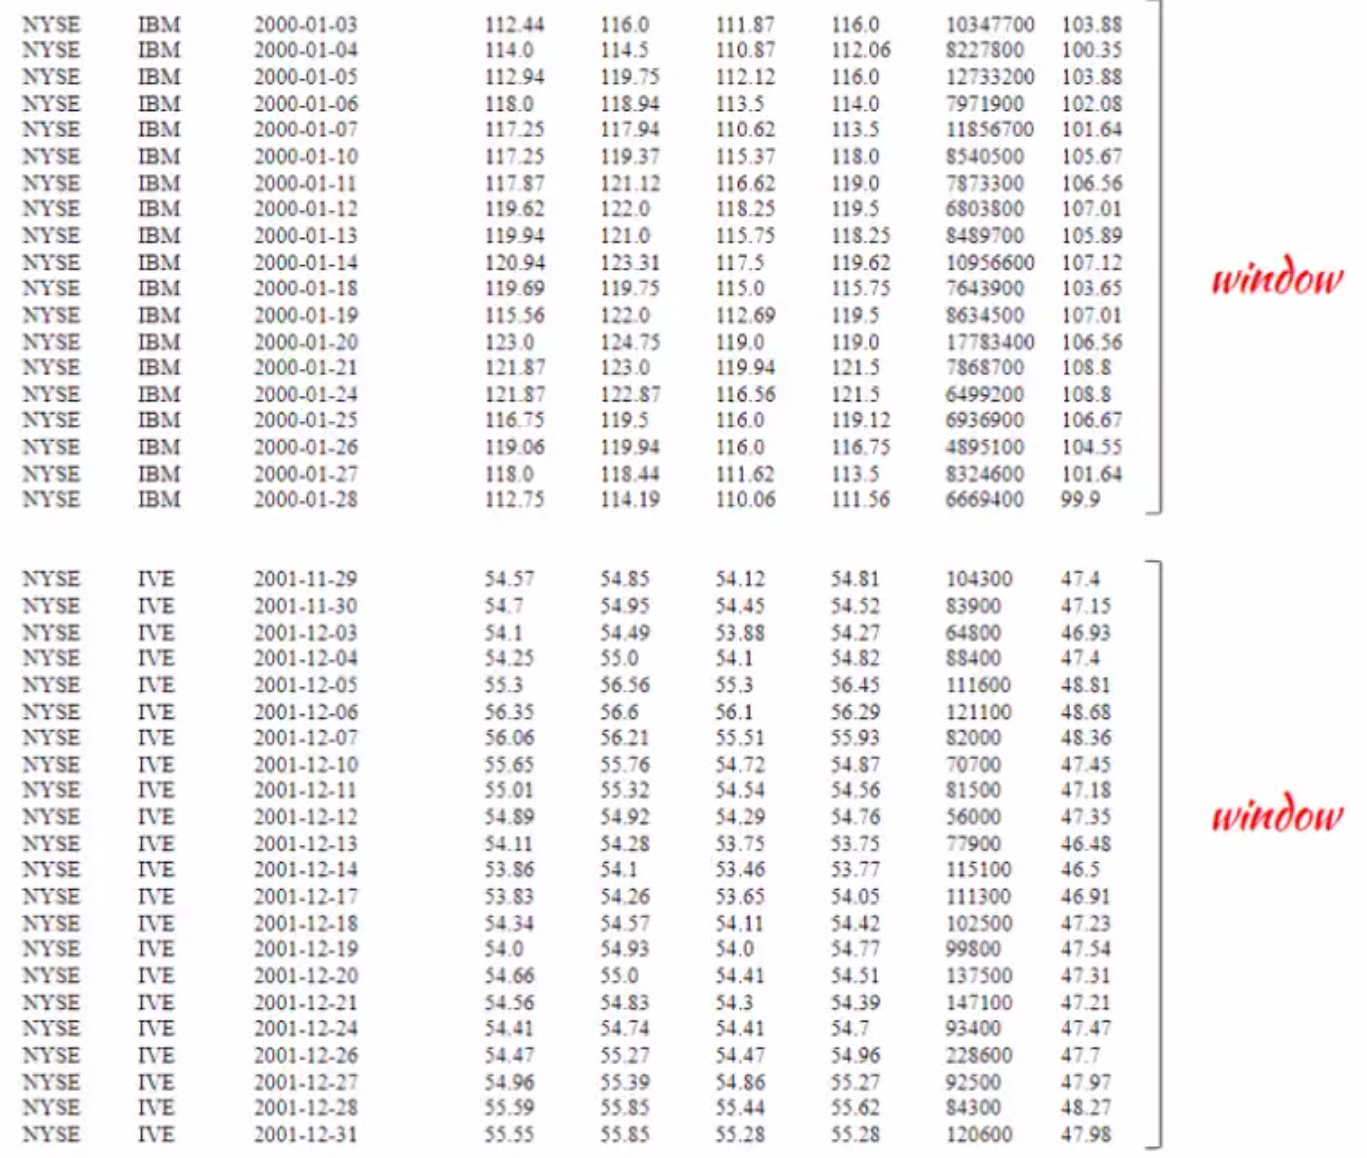 NYSE IBM 2000-01-03 112.44 116.0 111.87 116.0 10347700 103.88
NYSE IBM 2000-01-04 114.0 114.5 110.87 112.06 8227800 100.35
NYSE IBM 2000-01-05 112.94 119.75 112.12 116.0 12733200 103.88
NYSE IBM 2000-01-06 118.0 118.94 113.5 114.0 7971900 102.08
NYSE IBM 2000-01-07 117.25 117.94 110.62 113.5 11856700 101.64
NYSE IBM 2000-01-10 117.25 119.37 115.37 118.0 8540500 105.67
NYSE IBM 2000-01-11 117.87 121.12 116.62 119.0 7873300 106.56
NYSE IBM 2000-01-12 119.62 122.0 118.25 119.5 6803800 107.01
NYSE IBM 2000-01-13 119.94 121.0 115.75 118.25 8489700 105.89
NYSE IBM 2000-01-14 120.94 123.31 117.5 119.62 10956600 107.12
window
NYSE IBM 2000-01-18 119.69 119.75 115.0 115.75 7643900 103.65
NYSE IBM 2000-01-19 115.56 122.0 112.69 119.5 8634500 107.01
NYSE IBM 2000-01-20 123.0 124.75 119.0 119.0 17783400 106.56
NYSE IBM 2000-01-21 121.87 123.0 119.94 121.5 7868700 108.8
NYSE IBM 2000-01-24 121.87 122.87 116.56 121.5 6499200 108.8
NYSE IBM 2000-01-25 116.75 119.5 116.0 119.12 6936900 106.67
NYSE IBM 2000-01-26 119.06 119.94 116.0 116.75 4895100 104.55
NYSE IBM 2000-01-27 118.0 118.44 111.62 113.5 8324600 101.64
NYSE IBM 2000-01-28 112.75 114.19 110.06 111.56 6669400 99.9
NYSE IVE 2001-11-29 54.57 54.85 54.12 54.81 104300 47.4
NYSE IVE 2001-11-30 54.7 54.95 54.45 54.52 83900 47.15
NYSE IVE 2001-12-03 54.1 54.49 53.88 54.27 64800 46.93
NYSE IVE 2001-12-04 54.25 55.0 54.1 54.82 88400 47.4
NYSE IVE 2001-12-05 55.3 56.56 55.3 56.45 111600 48.81
NYSE IVE 2001-12-06 56.35 56.6 56.1 56.29 121100 48.68
NYSE IVE 2001-12-07 56.06 56.21 55.51 55.93 82000 48.36
NYSE IVE 2001-12-10 55.65 55.76 54.72 54.87 70700 47.45
NYSE IVE 2001-12-11 55.01 55.32 54.54 54.56 81500 47.18
NYSE IVE 2001-12-12 54.89 54.92 54.29 54.76 56000 47.35
window
NYSE IVE 2001-12-13 54.11 54.28 53.75 53.75 77900 46.48
NYSE IVE 2001-12-14 53.86 54.1 53.46 53.77 115100 46.5
NYSE IVE 2001-12-17 53.83 54.26 53.65 54.05 111300 46.91
NYSE IVE 2001-12-18 54.34 54.57 54.11 54.42 102500 47.23
NYSE IVE 2001-12-19 54.0 54.93 54.0 54.77 99800 47.54
NYSE IVE 2001-12-20 54.66 55.0 54.41 54.51 137500 47.31
NYSE IVE 2001-12-21 54.56 54.83 54.3 54.39 147100 47.21
NYSE IVE 2001-12-24 54.41 54.74 54.41 54.7 93400 47.47
NYSE IVE 2001-12-26 54.47 55.27 54.47 54.96 228600 47.7
NYSE IVE 2001-12-27 54.96 55.39 54.86 55.27 92500 47.97
NYSE IVE 2001-12-28 55.59 55.85 55.44 55.62 84300 48.27
NYSE IVE 2001-12-31 55.55 55.85 55.28 55.28 120600 47.98